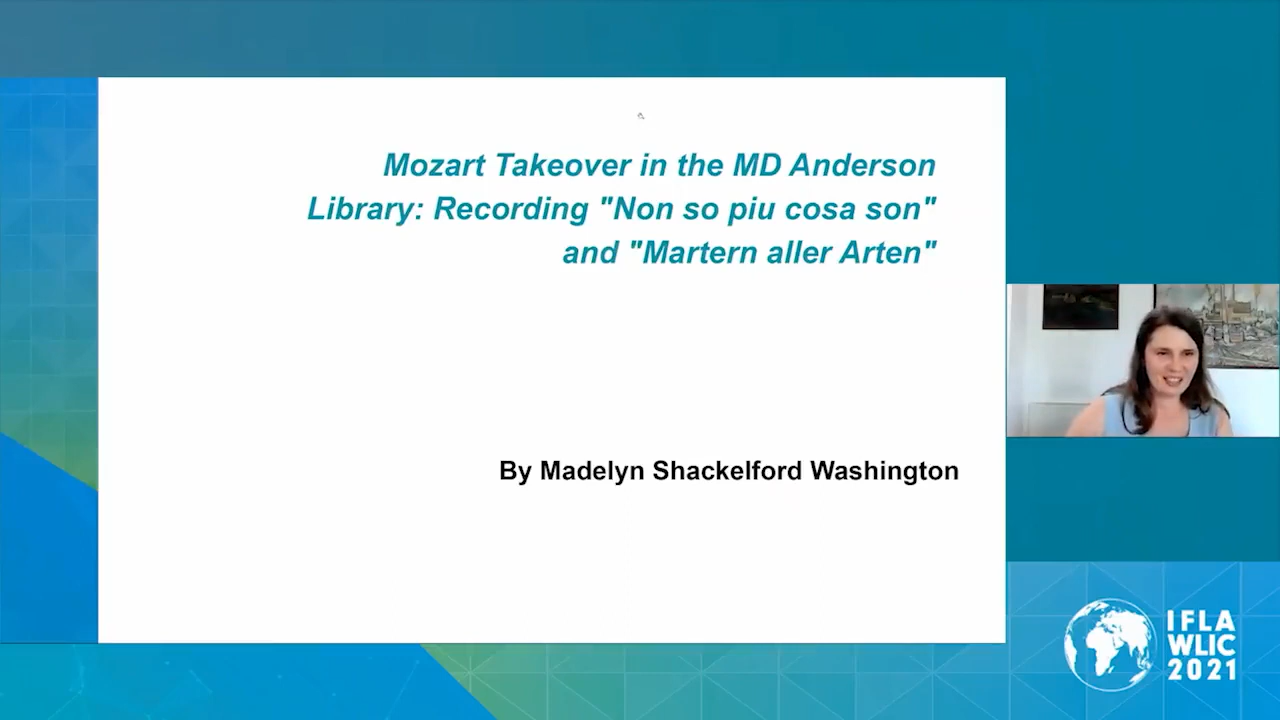 Mozart Takeover in the MD Anderson
Library: Recording "Non so piu cosa son"
and "Martern aller Arten"
By Madelyn Shackelford Washington
IFLA
WLIC
2021